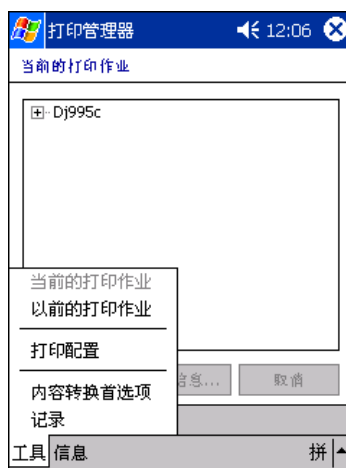 打印管理器 12:06
当前的打印作业
Dj995c
当前的打印作业
以前的打印作业
打印配置
信息... 取消
内容转换首选项
记录
工具 信息 拼